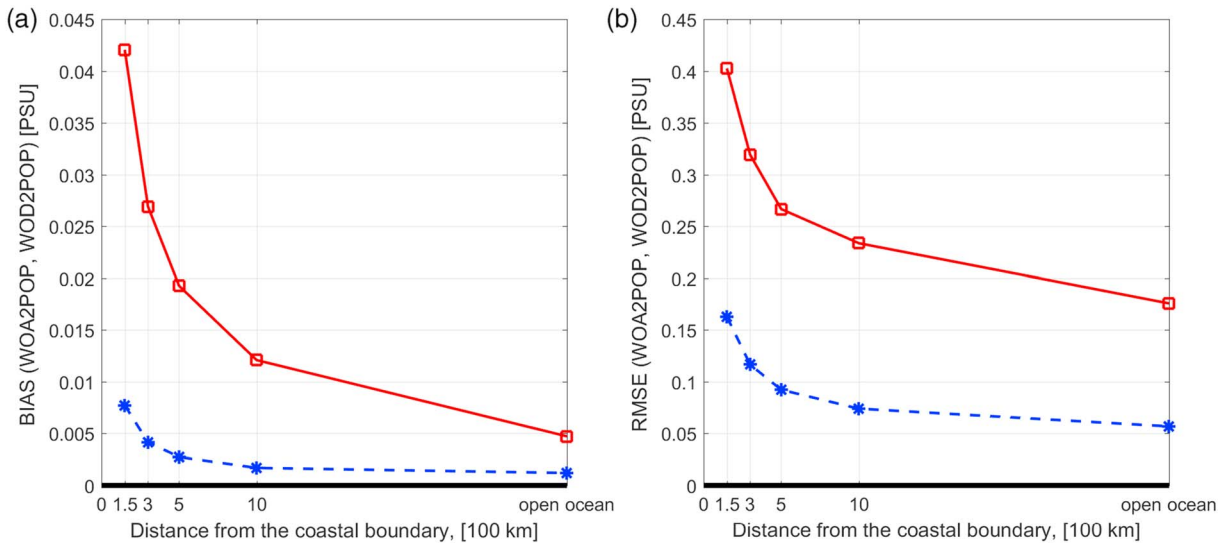 (a)
BIAS (WOA2POP, WOD2POP) [PSU]
0.045
0.04
0.035
0.03
0.025
0.02
0.015
0.01
0.005
0
0 1.5 3 5 10 open ocean
Distance from the coastal boundary, [100 km]
(b)
RMSE (WOA2POP, WOD2POP) [PSU]
0.45
0.4
0.35
0.3
0.25
0.2
0.15
0.1
0.05
0
0 1.5 3 5 10 open ocean
Distance from the coastal boundary, [100 km]